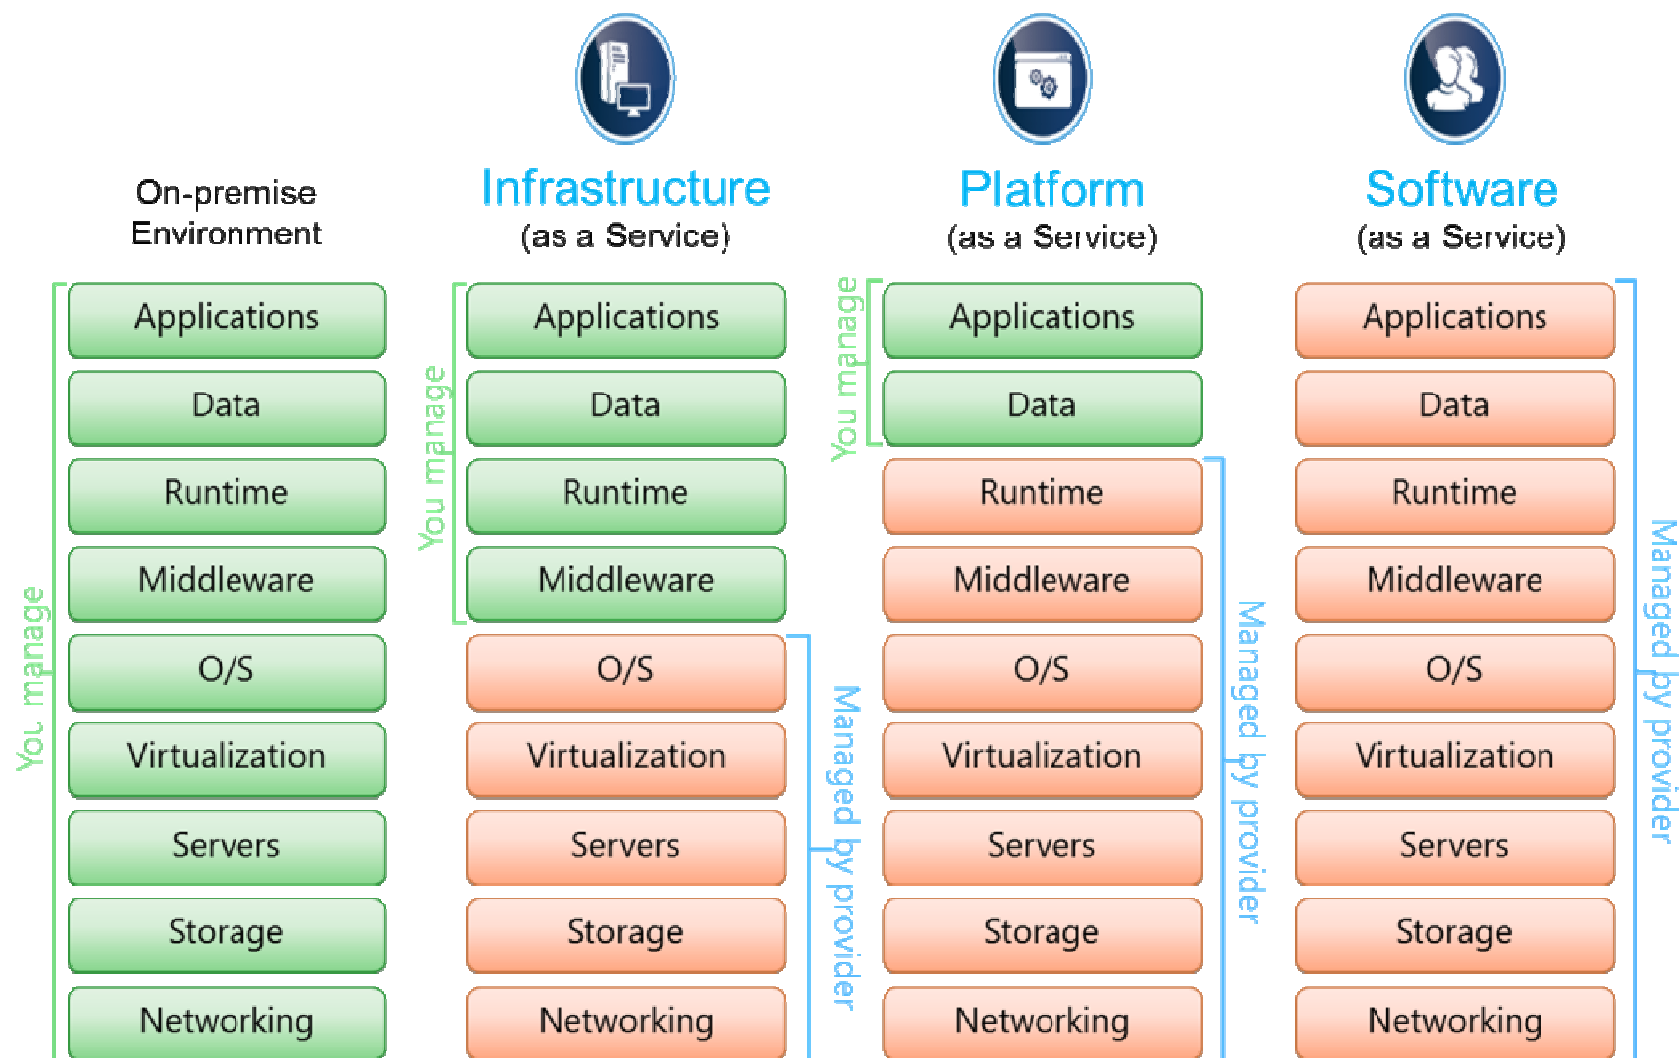 On-premise
Environment
You manage
Applications
Data
Runtime
Middleware
O/S
Virtualization
Servers
Storage
Networking
Infrastructure
(as a Service)
You manage
Applications
Data
Runtime
Middleware
O/S
Virtualization
Servers
Storage
Networking
Managed by provider
Platform
(as a Service)
You manage
Applications
Data
Runtime
Middleware
O/S
Virtualization
Servers
Storage
Networking
Managed by provider
Software
(as a Service)
Applications
Data
Runtime
Middleware
O/S
Virtualization
Servers
Storage
Networking
Managed by provider